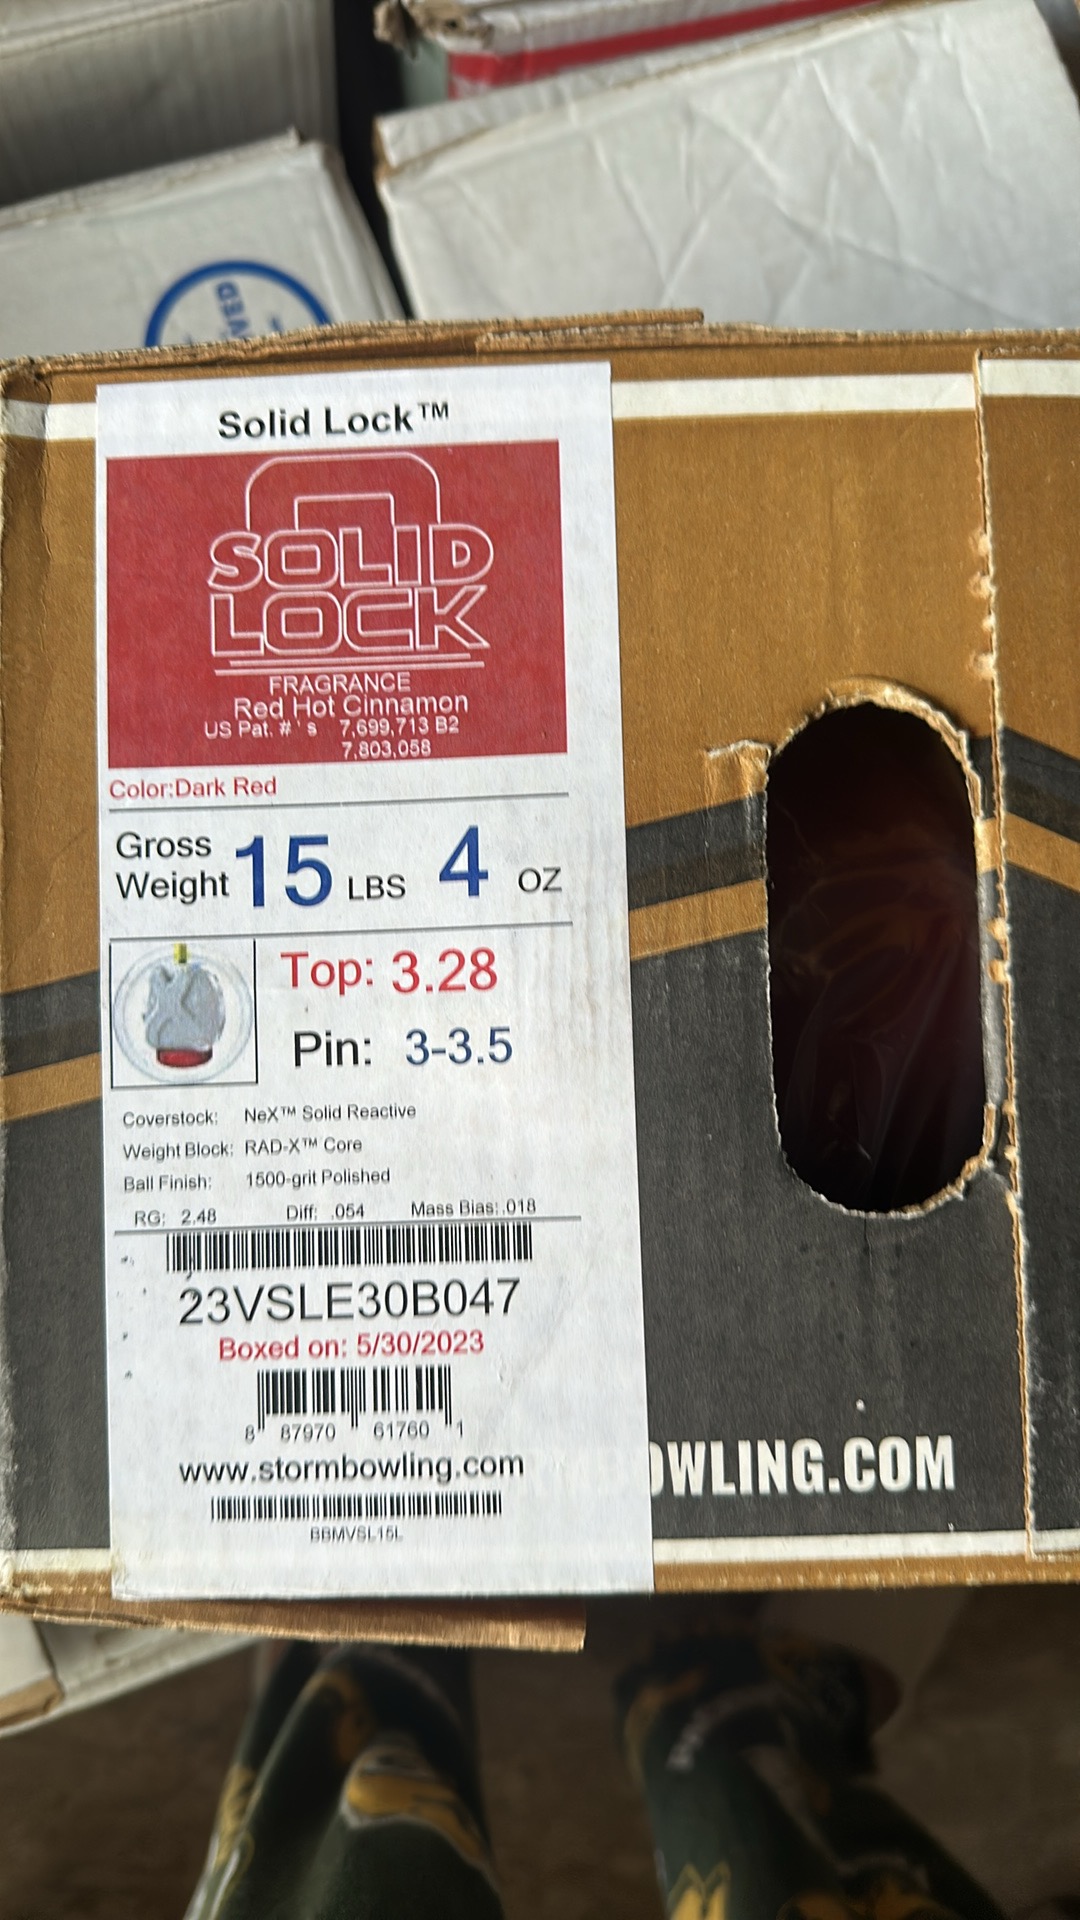 Solid Lock™
SOLID
LOCK
FRAGRANCE
Red Hot Cinnamon
US Pat. #'s 7,699,713 B2
7,803,058
Color:Dark Red
Gross
Weight 15 LBS 4 OZ
Top: 3.28
Pin: 3-3.5
Coverstock: NeX™ Solid Reactive
Weight Block: RAD-X™ Core
Ball Finish: 1500-grit Polished
RG: 2.48 Diff: .054 Mass Bias: .018
23VSLE30B047
Boxed on: 5/30/2023
8 87970 61760 1
www.stormbowling.com
OWLING.COM
BBMVSL15L